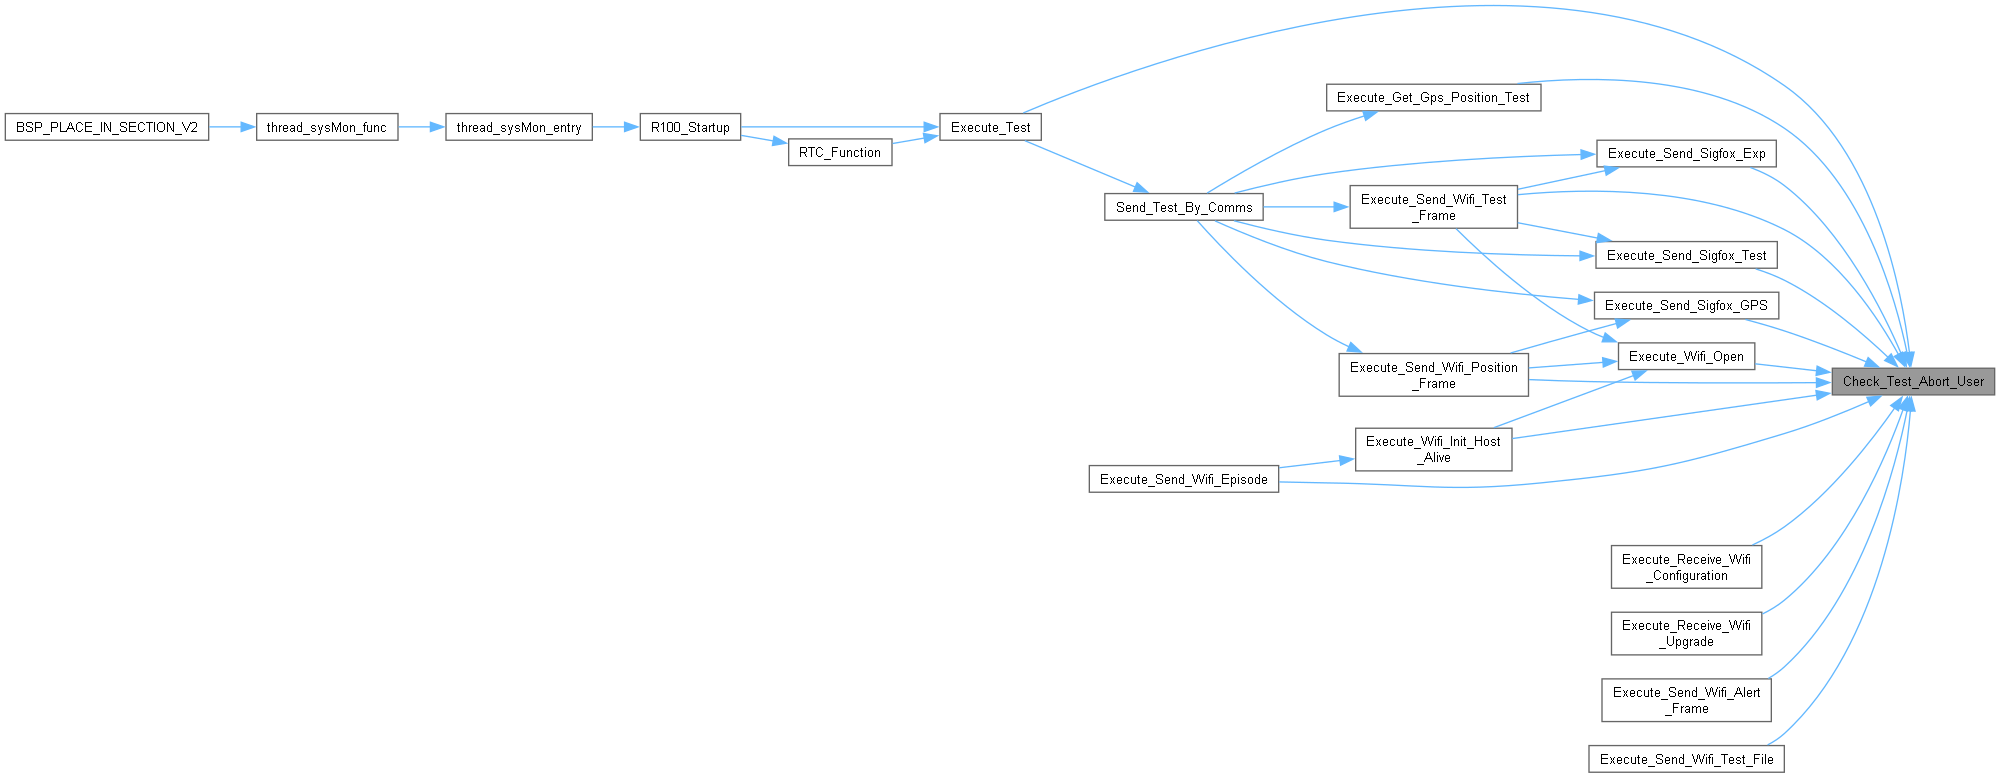 BSP_PLACE_IN_SECTION_V2
thread_sysMon_func
thread_sysMon_entry
R100_Startup
RTC_Function
Execute_Test
Send_Test_By_Comms
Execute_Get_Gps_Position_Test
Execute_Send_Sigfox_Exp
Execute_Send_Wifi_Test
_Frame
Execute_Send_Sigfox_Test
Execute_Send_Sigfox_GPS
Execute_Wifi_Open
Execute_Send_Wifi_Position
_Frame
Check_Test_Abort_User
Execute_Wifi_Init_Host
_Alive
Execute_Send_Wifi_Episode
Execute_Receive_Wifi
_Configuration
Execute_Receive_Wifi
_Upgrade
Execute_Send_Wifi_Alert
_Frame
Execute_Send_Wifi_Test_File